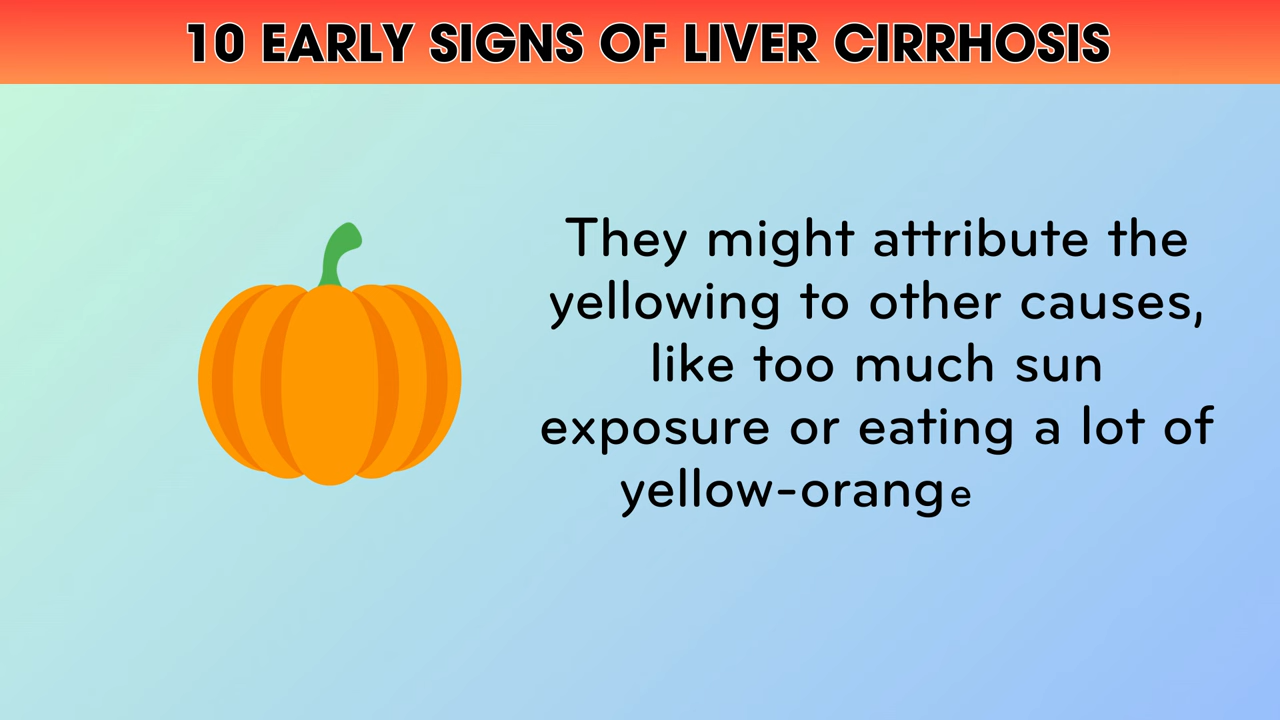 10 EARLY SIGNS OF LIVER CIRRHOSIS
They might attribute the
yellowing to other causes,
like too much sun
exposure or eating a lot of
yellow-orange